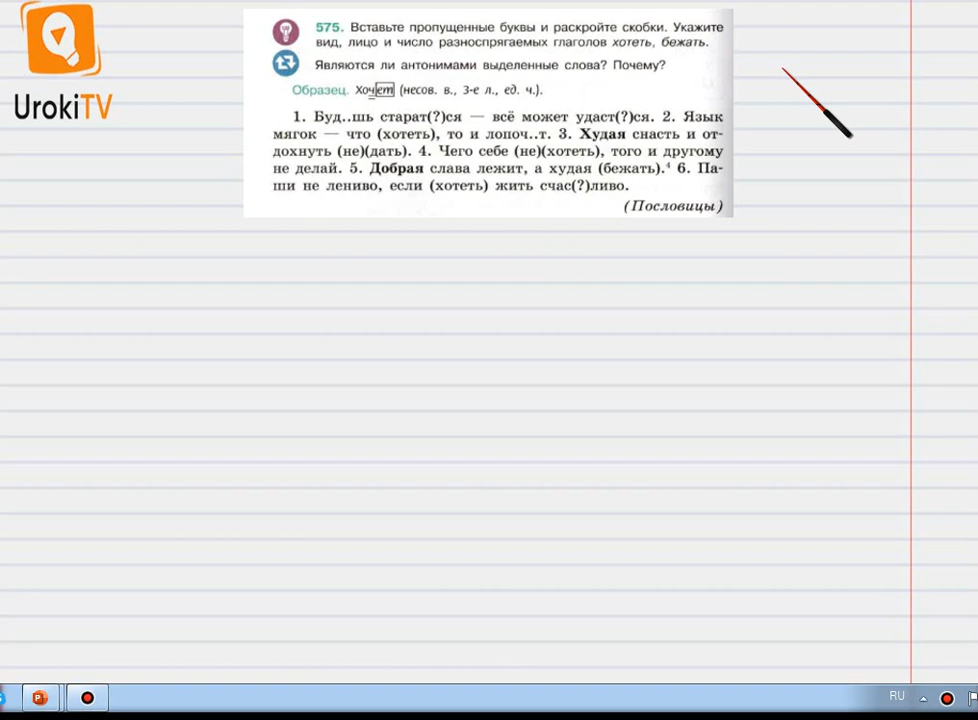 UrokiTV
575. Вставьте пропущенные буквы и раскройте скобки. Укажите
вид, лицо и число разноспрягаемых глаголов хотеть, бежать.
Являются ли антонимами выделенные слова? Почему?
Образец. Хочет (несов. в., 3-е л., ед. ч.).
1. Буд..шь старат(?)ся — всё может удаст(?)ся. 2. Язык
мягок — что (хотеть), то и лопоч..т. 3. Худая снасть и от-
дохнуть (не)(дать). 4. Чего себе (не)(хотеть), того и другому
не делай. 5. Добрая слава лежит, а худая (бежать).⁴ 6. Па-
ши не лениво, если (хотеть) жить счас(?)ливо.
(Пословицы)
RU